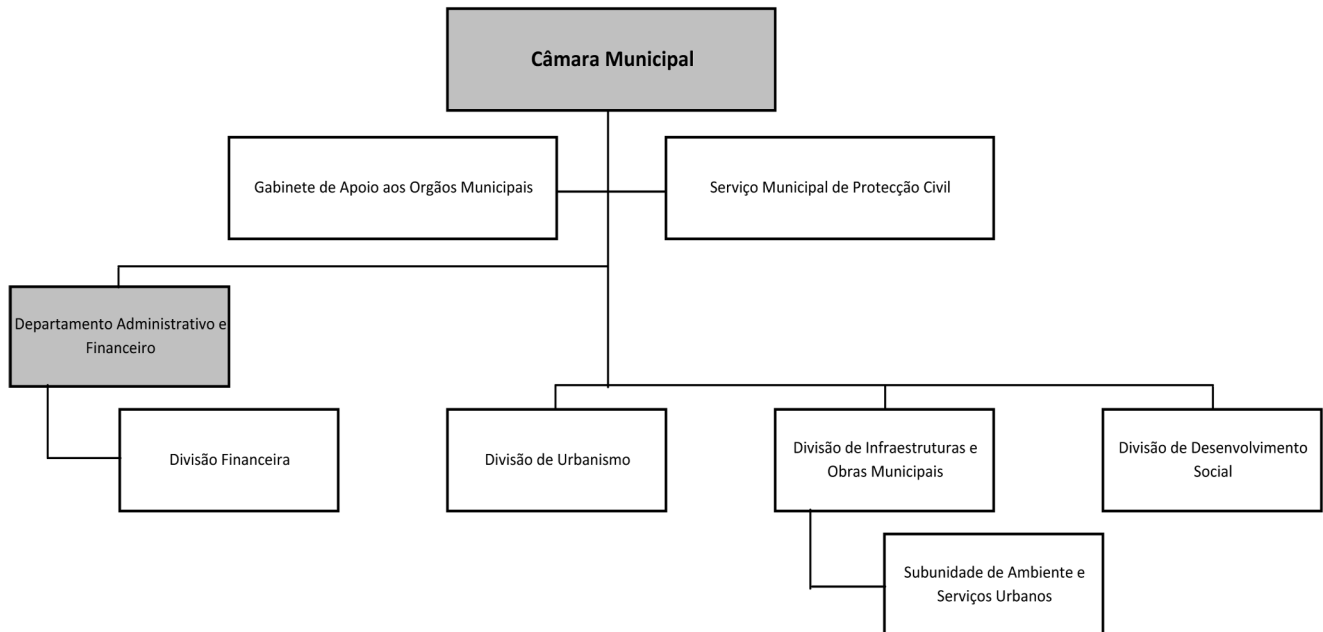 Câmara Municipal
Gabinete de Apoio aos Orgãos Municipais
Serviço Municipal de Protecção Civil
Departamento Administrativo e
Financeiro
Divisão Financeira
Divisão de Urbanismo
Divisão de Infraestruturas e
Obras Municipais
Divisão de Desenvolvimento
Social
Subunidade de Ambiente e
Serviços Urbanos